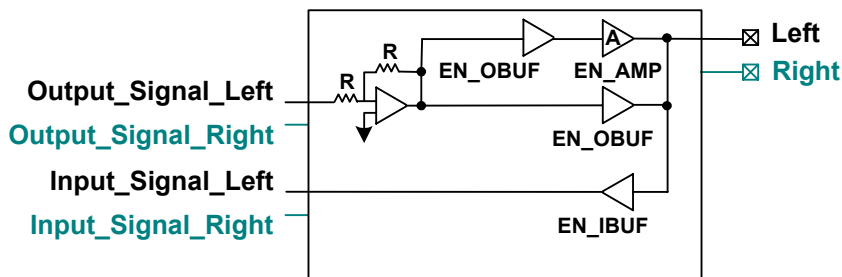 A
Left
R
EN_OBUF
EN_AMP
Right
R
Output_Signal_Left
Output_Signal_Right
EN_OBUF
Input_Signal_Left
Input_Signal_Right
EN_IBUF